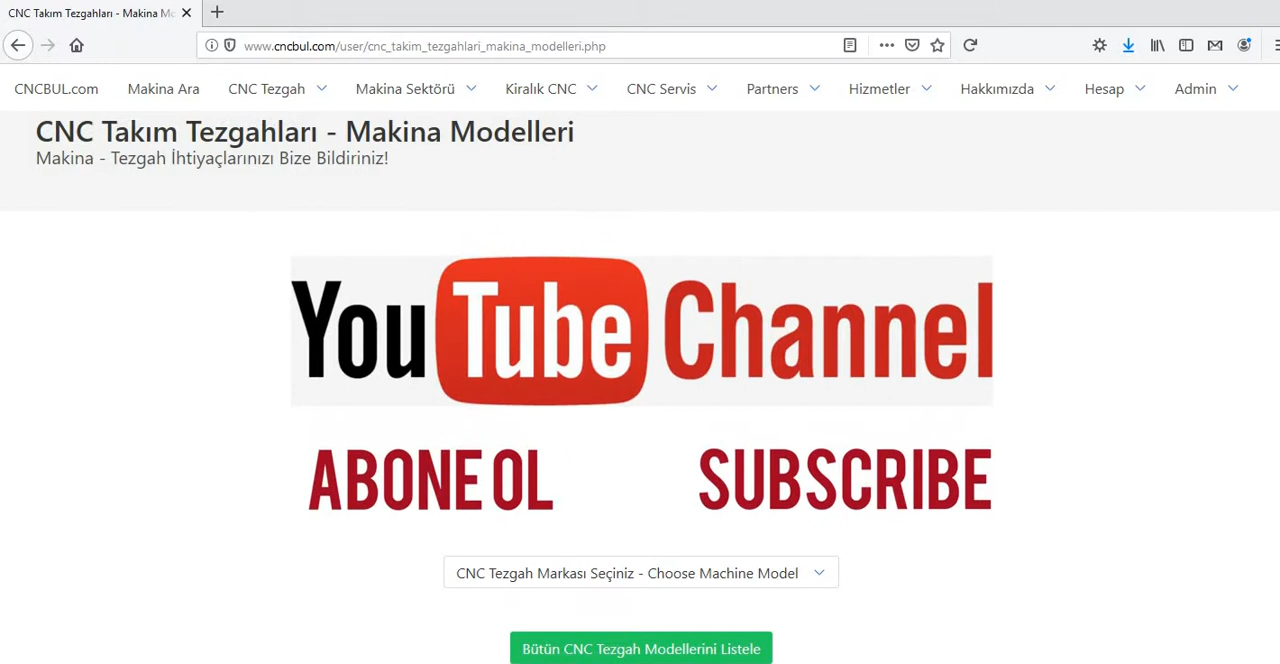 CNC Takım Tezgahları - Makina Mo
www.cncbul.com/user/cnc_takim_tezgahlari_makina_modelleri.php
CNCBUL.com Makina Ara CNC Tezgah Makina Sektörü Kiralık CNC CNC Servis Partners Hizmetler Hakkımızda Hesap Admin
CNC Takım Tezgahları - Makina Modelleri
Makina - Tezgah İhtiyaçlarınızı Bize Bildiriniz!
YouTube Channel
ABONE OL SUBSCRIBE
CNC Tezgah Markası Seçiniz - Choose Machine Model
Bütün CNC Tezgah Modellerini Listele